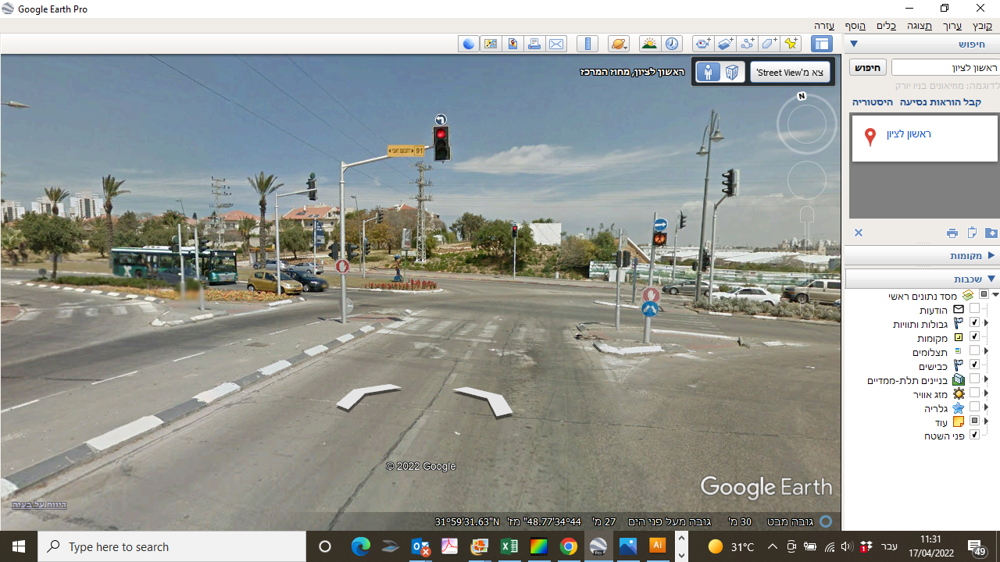 Google Earth Pro
קובץ ערוך תצוגה כלים הוסף עזרה
חיפוש
ראשון לציון
חיפוש
לדוגמה: מוזיאונים בניו יורק
קבל הוראות נסיעה היסטוריה
ראשון לציון
מקומות
שכבות
מסד נתונים ראשי
הודעות
גבולות ותוויות
מקומות
תצלומים
כבישים
בניינים תלת-ממדיים
מזג אוויר
גלריה
עוד
פני השטח
ראשון לציון, מחוז המרכז
צא מ'Street View'
N
91
© 2022 Google
Google Earth
דיווח על בעיה
31°59'31.63"N 34°44'48.77" מז' גובה מעל פני הים 27 מ' גובה מבט 30 מ'
Type here to search
31°C
עבר
11:31
17/04/2022
49